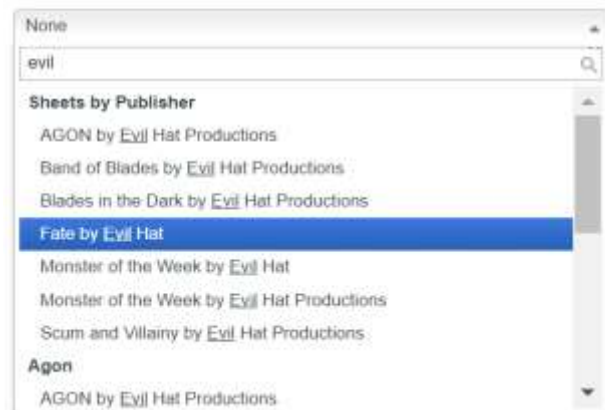 None
evil
Sheets by Publisher
AGON by Evil Hat Productions
Band of Blades by Evil Hat Productions
Blades in the Dark by Evil Hat Productions
Fate by Evil Hat
Monster of the Week by Evil Hat
Monster of the Week by Evil Hat Productions
Scum and Villainy by Evil Hat Productions
Agon
AGON by Evil Hat Productions